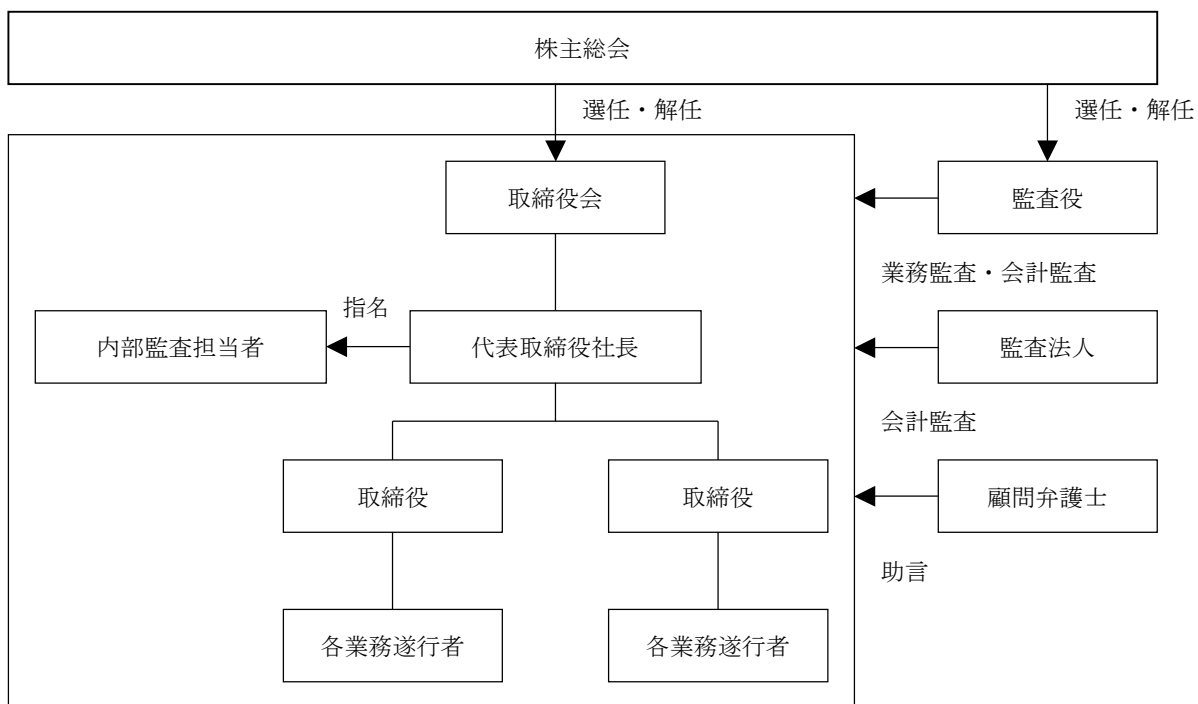 株主総会
選任・解任
選任・解任
取締役会
監査役
業務監査・会計監査
指名
内部監査担当者
代表取締役社長
監査法人
会計監査
取締役
取締役
顧問弁護士
助言
各業務遂行者
各業務遂行者